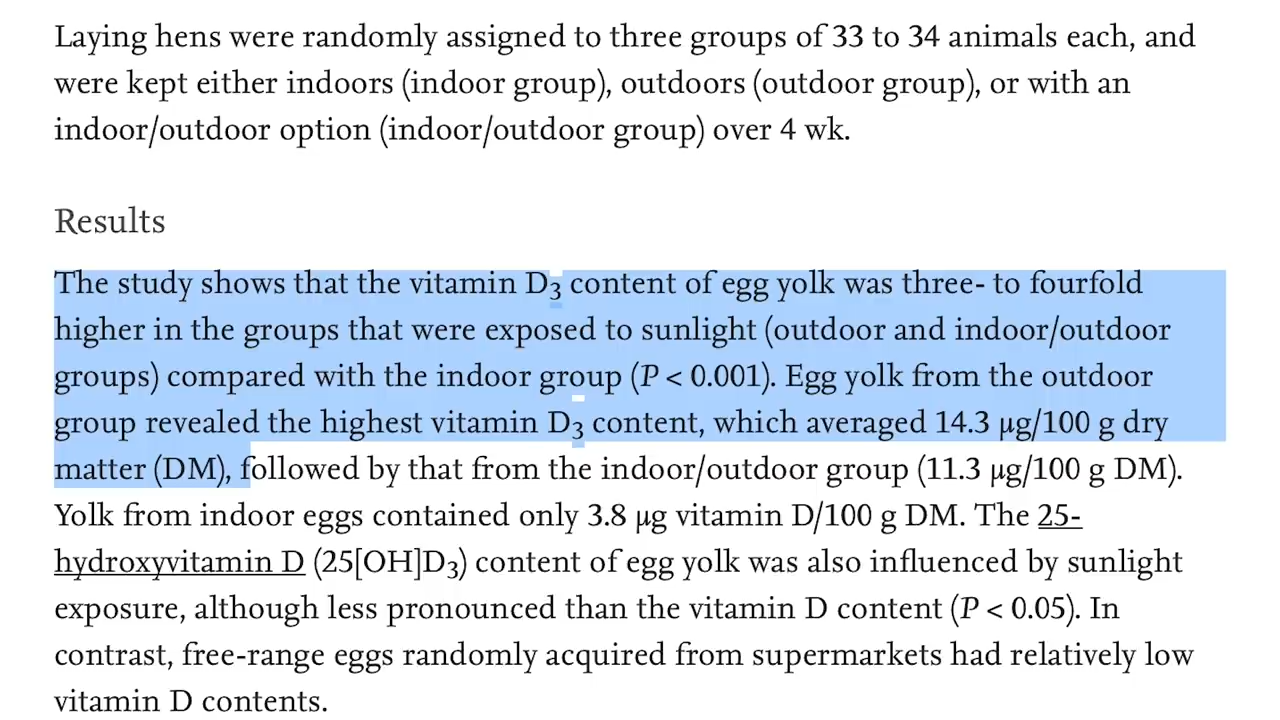 Laying hens were randomly assigned to three groups of 33 to 34 animals each, and
were kept either indoors (indoor group), outdoors (outdoor group), or with an
indoor/outdoor option (indoor/outdoor group) over 4 wk.
Results
The study shows that the vitamin D₃ content of egg yolk was three- to fourfold
higher in the groups that were exposed to sunlight (outdoor and indoor/outdoor
groups) compared with the indoor group (P < 0.001). Egg yolk from the outdoor
group revealed the highest vitamin D₃ content, which averaged 14.3 μg/100 g dry
matter (DM), followed by that from the indoor/outdoor group (11.3 μg/100 g DM).
Yolk from indoor eggs contained only 3.8 μg vitamin D/100 g DM. The 25-
hydroxyvitamin D (25[OH]D₃) content of egg yolk was also influenced by sunlight
exposure, although less pronounced than the vitamin D content (P < 0.05). In
contrast, free-range eggs randomly acquired from supermarkets had relatively low
vitamin D contents.